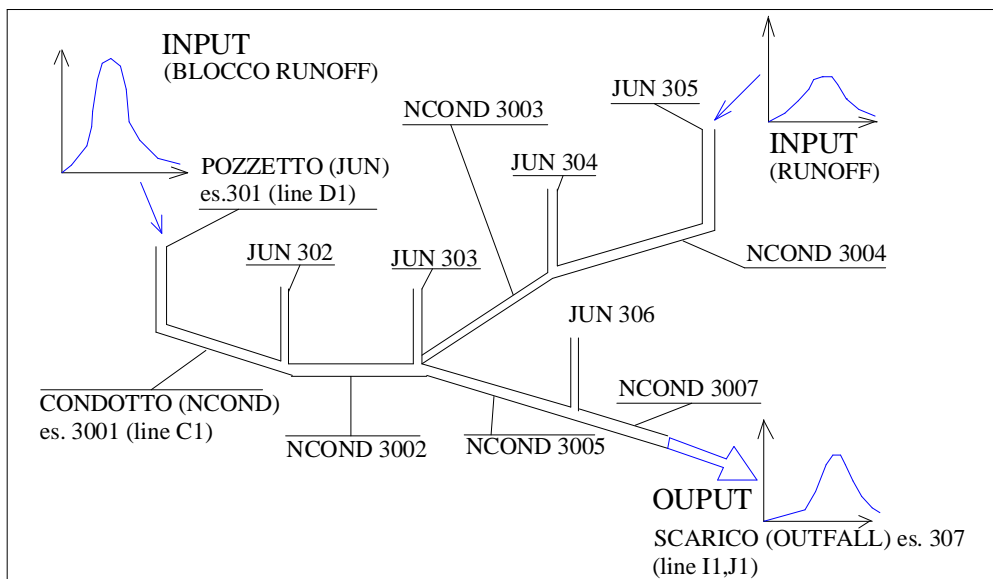 INPUT
(BLOCCO RUNOFF)
POZZETTO (JUN)
es.301 (line D1)
JUN 302
JUN 303
NCOND 3003
JUN 304
JUN 305
INPUT
(RUNOFF)
NCOND 3004
JUN 306
NCOND 3007
CONDOTTO (NCOND)
es. 3001 (line C1)
NCOND 3002
NCOND 3005
OUPUT
SCARICO (OUTFALL) es. 307
(line I1,J1)